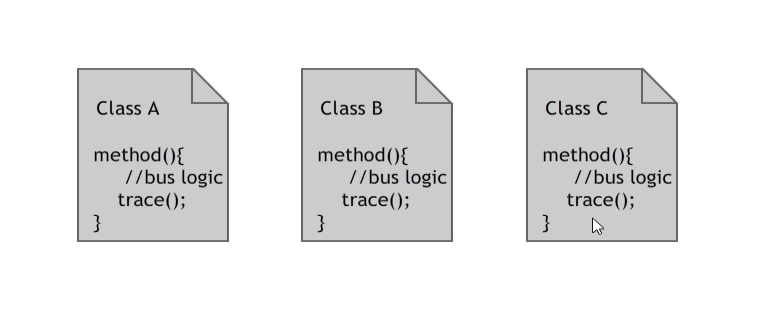 Class A
method(){
//bus logic
trace();
}
Class B
method(){
//bus logic
trace();
}
Class C
method(){
//bus logic
trace();
}